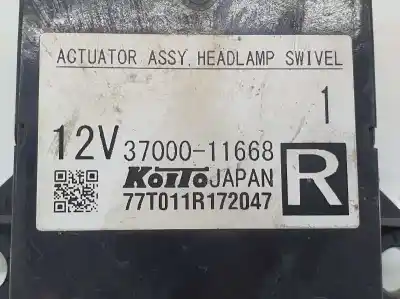 ACTUATOR ASSY, HEADLAMP SWIVEL
1
12V 37000-11668
KOITO JAPAN R
77T011R172047